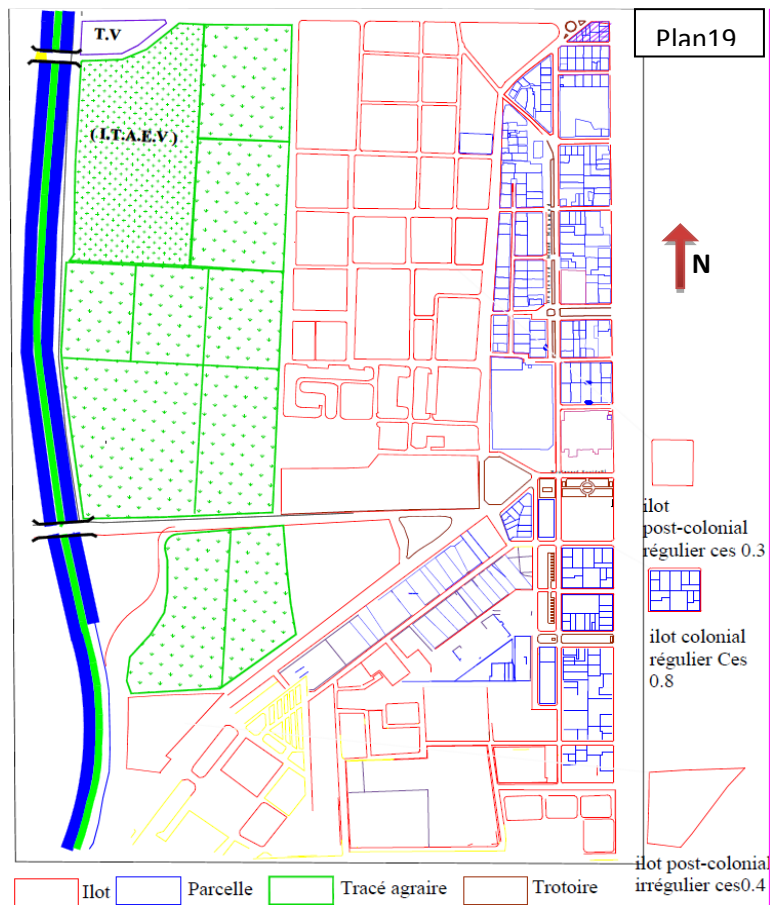 Plan19
T.V
( I.T.A.E.V )
N
ilot
post-colonial
régulier ces 0.3
ilot colonial
régulier Ces
0.8
ilot post-colonial
irrégulier ces0.4
Ilot
Parcelle
Tracé agraire
Trotoire